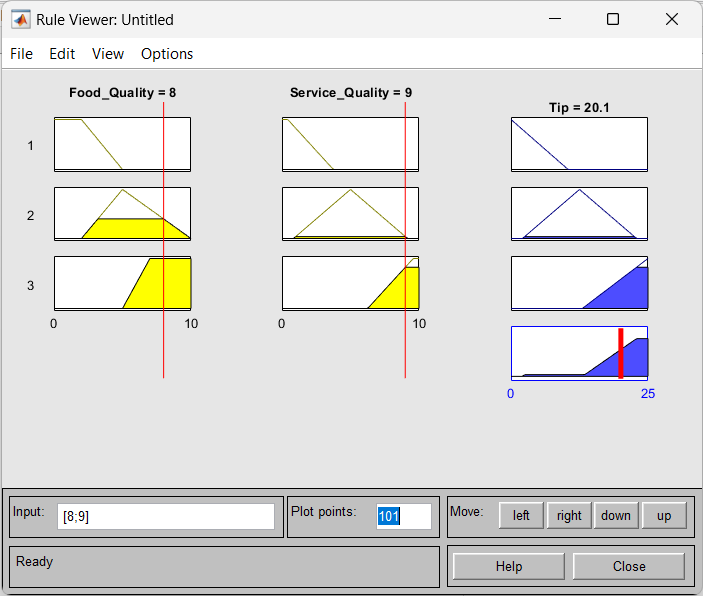 Rule Viewer: Untitled
File Edit View Options
Food_Quality = 8 Service_Quality = 9 Tip = 20.1
1
2
3
0 10 0 10
0 25
Input: [8;9] Plot points: 101 Move: left right down up
Ready Help Close